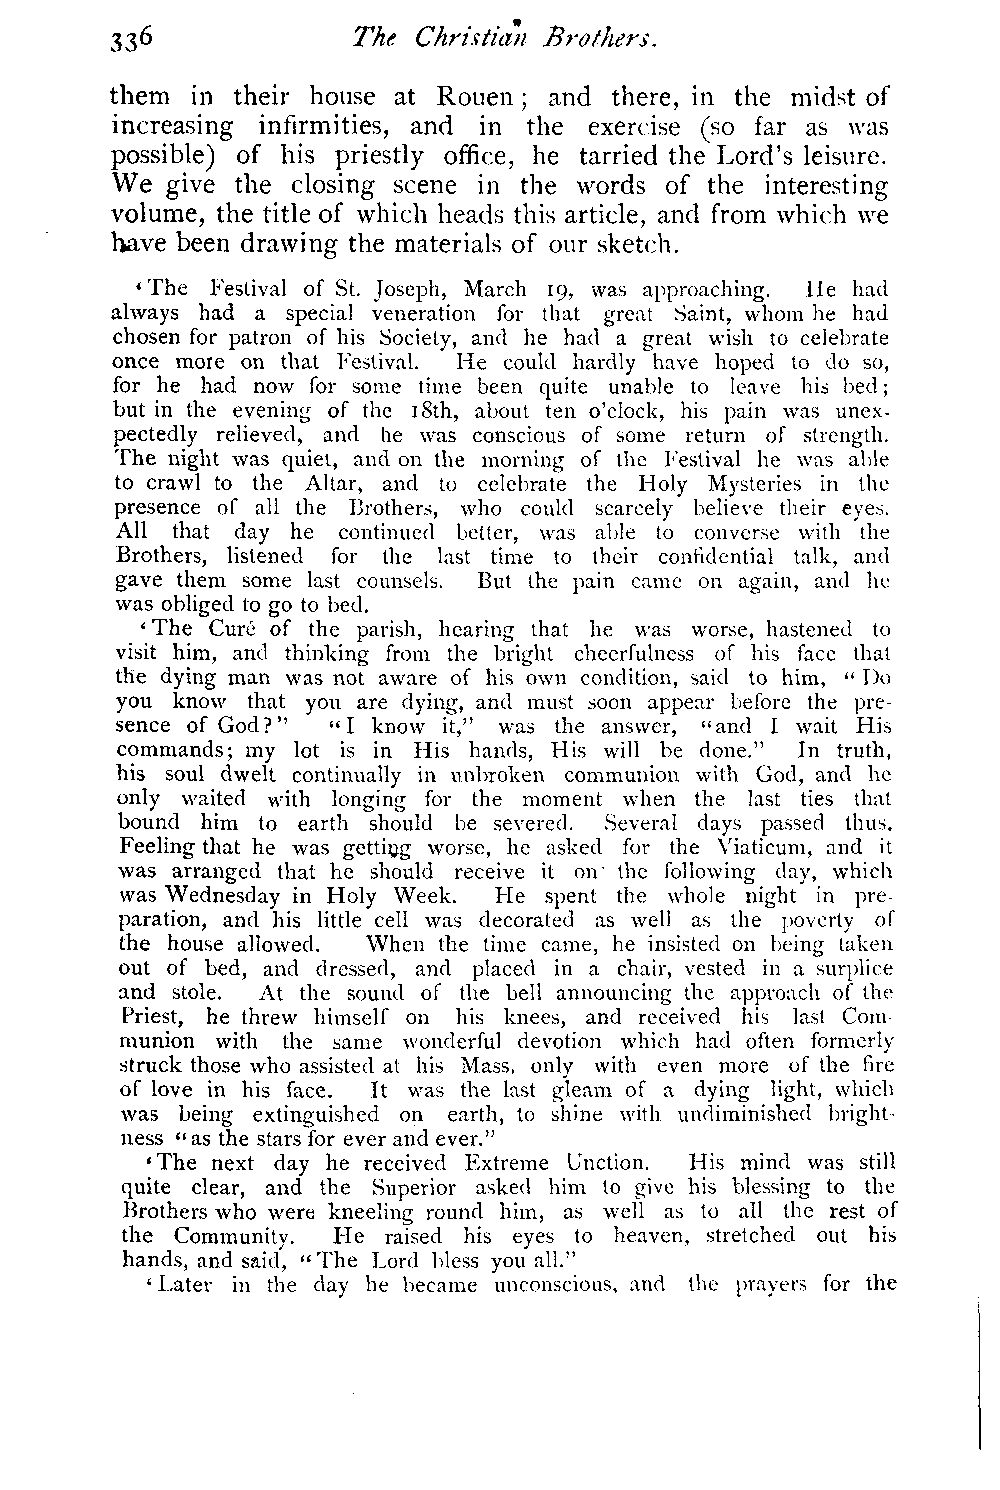 336 The Christian Brothers.
them in their house at Rouen; and there, in the midst of
increasing infirmities, and in the exercise (so far as was
possible) of his priestly office, he tarried the Lord's leisure.
We give the closing scene in the words of the interesting
volume, the title of which heads this article, and from which we
have been drawing the materials of our sketch.
‘The Festival of St. Joseph, March 19, was approaching. He had
always had a special veneration for that great Saint, whom he had
chosen for patron of his Society, and he had a great wish to celebrate
once more on that Festival. He could hardly have hoped to do so,
for he had now for some time been quite unable to leave his bed;
but in the evening of the 18th, about ten o'clock, his pain was unex-
pectedly relieved, and he was conscious of some return of strength.
The night was quiet, and on the morning of the Festival he was able
to crawl to the Altar, and to celebrate the Holy Mysteries in the
presence of all the Brothers, who could scarcely believe their eyes.
All that day he continued better, was able to converse with the
Brothers, listened for the last time to their confidential talk, and
gave them some last counsels. But the pain came on again, and he
was obliged to go to bed.
‘The Curé of the parish, hearing that he was worse, hastened to
visit him, and thinking from the bright cheerfulness of his face that
the dying man was not aware of his own condition, said to him, “Do
you know that you are dying, and must soon appear before the pre-
sence of God?” “I know it,” was the answer, “and I wait His
commands; my lot is in His hands, His will be done.” In truth,
his soul dwelt continually in unbroken communion with God, and he
only waited with longing for the moment when the last ties that
bound him to earth should be severed. Several days passed thus.
Feeling that he was getting worse, he asked for the Viaticum, and it
was arranged that he should receive it on the following day, which
was Wednesday in Holy Week. He spent the whole night in pre-
paration, and his little cell was decorated as well as the poverty of
the house allowed. When the time came, he insisted on being taken
out of bed, and dressed, and placed in a chair, vested in a surplice
and stole. At the sound of the bell announcing the approach of the
Priest, he threw himself on his knees, and received his last Com-
munion with the same wonderful devotion which had often formerly
struck those who assisted at his Mass, only with even more of the fire
of love in his face. It was the last gleam of a dying light, which
was being extinguished on earth, to shine with undiminished bright-
ness “as the stars for ever and ever.”
‘The next day he received Extreme Unction. His mind was still
quite clear, and the Superior asked him to give his blessing to the
Brothers who were kneeling round him, as well as to all the rest of
the Community. He raised his eyes to heaven, stretched out his
hands, and said, “The Lord bless you all.”
‘Later in the day he became unconscious, and the prayers for the